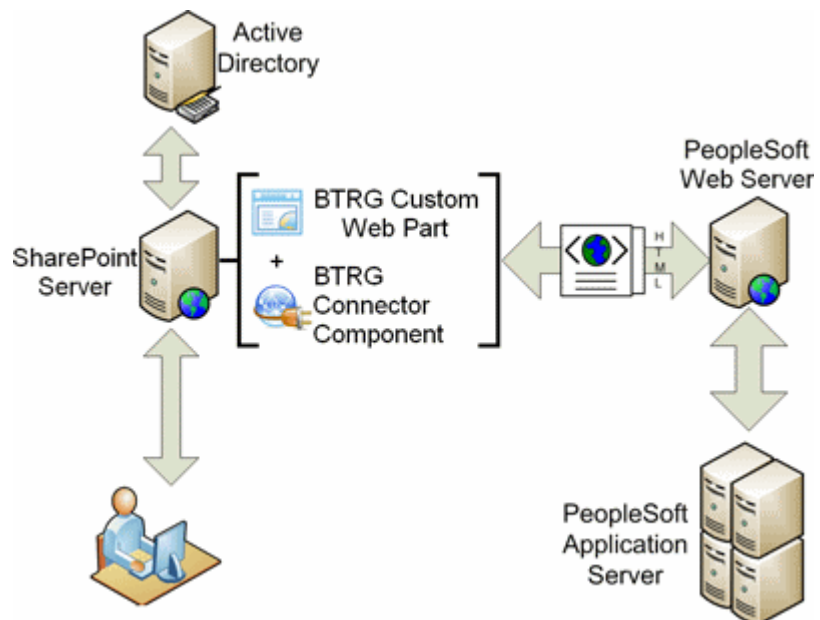 Active
Directory
SharePoint
Server
BTRG Custom
Web Part
+
BTRG
Connector
Component
< >
H
T
M
L
PeopleSoft
Web Server
PeopleSoft
Application
Server